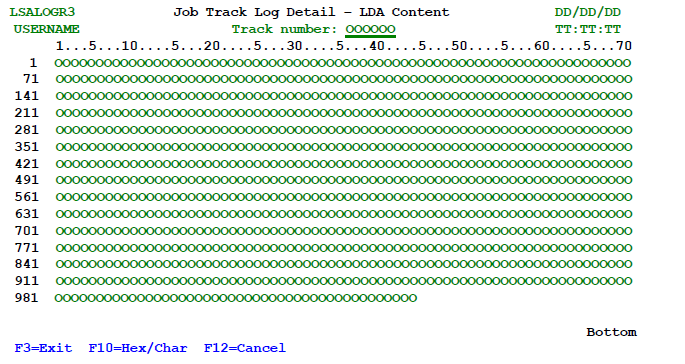 LSALOGR3 Job Track Log Detail - LDA Content DD/DD/DD
USERNAME Track number: OOOOOO TT:TT:TT
1...5...10....5...20....5...30....5...40....5...50....5...60....5...70
1 OOOOOOOOOOOOOOOOOOOOOOOOOOOOOOOOOOOOOOOOOOOOOOOOOOOOOOOOOOOOOOOOOOOOOO
71 OOOOOOOOOOOOOOOOOOOOOOOOOOOOOOOOOOOOOOOOOOOOOOOOOOOOOOOOOOOOOOOOOOOOOO
141 OOOOOOOOOOOOOOOOOOOOOOOOOOOOOOOOOOOOOOOOOOOOOOOOOOOOOOOOOOOOOOOOOOOOOO
211 OOOOOOOOOOOOOOOOOOOOOOOOOOOOOOOOOOOOOOOOOOOOOOOOOOOOOOOOOOOOOOOOOOOOOO
281 OOOOOOOOOOOOOOOOOOOOOOOOOOOOOOOOOOOOOOOOOOOOOOOOOOOOOOOOOOOOOOOOOOOOOO
351 OOOOOOOOOOOOOOOOOOOOOOOOOOOOOOOOOOOOOOOOOOOOOOOOOOOOOOOOOOOOOOOOOOOOOO
421 OOOOOOOOOOOOOOOOOOOOOOOOOOOOOOOOOOOOOOOOOOOOOOOOOOOOOOOOOOOOOOOOOOOOOO
491 OOOOOOOOOOOOOOOOOOOOOOOOOOOOOOOOOOOOOOOOOOOOOOOOOOOOOOOOOOOOOOOOOOOOOO
561 OOOOOOOOOOOOOOOOOOOOOOOOOOOOOOOOOOOOOOOOOOOOOOOOOOOOOOOOOOOOOOOOOOOOOO
631 OOOOOOOOOOOOOOOOOOOOOOOOOOOOOOOOOOOOOOOOOOOOOOOOOOOOOOOOOOOOOOOOOOOOOO
701 OOOOOOOOOOOOOOOOOOOOOOOOOOOOOOOOOOOOOOOOOOOOOOOOOOOOOOOOOOOOOOOOOOOOOO
771 OOOOOOOOOOOOOOOOOOOOOOOOOOOOOOOOOOOOOOOOOOOOOOOOOOOOOOOOOOOOOOOOOOOOOO
841 OOOOOOOOOOOOOOOOOOOOOOOOOOOOOOOOOOOOOOOOOOOOOOOOOOOOOOOOOOOOOOOOOOOOOO
911 OOOOOOOOOOOOOOOOOOOOOOOOOOOOOOOOOOOOOOOOOOOOOOOOOOOOOOOOOOOOOOOOOOOOOO
981 OOOOOOOOOOOOOOOOOOOOOOOOOOOOOOOOOOOOOOOOOOOO
Bottom
F3=Exit F10=Hex/Char F12=Cancel